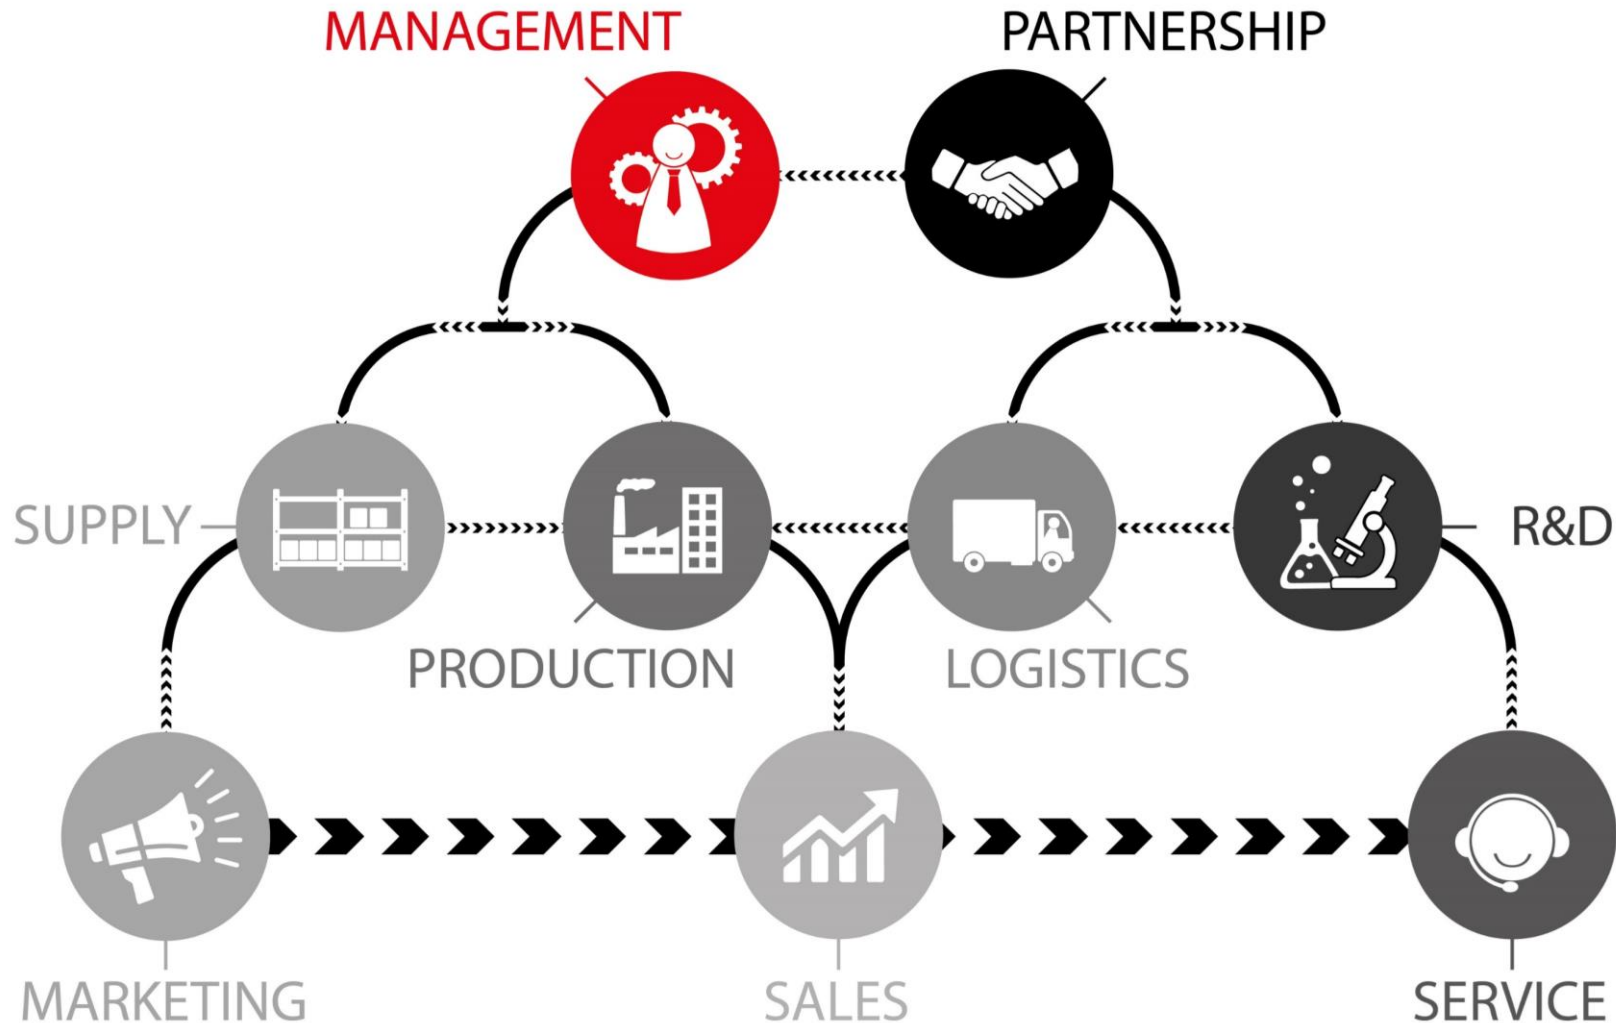 MANAGEMENT
PARTNERSHIP
SUPPLY
R&D
PRODUCTION
LOGISTICS
MARKETING
SALES
SERVICE